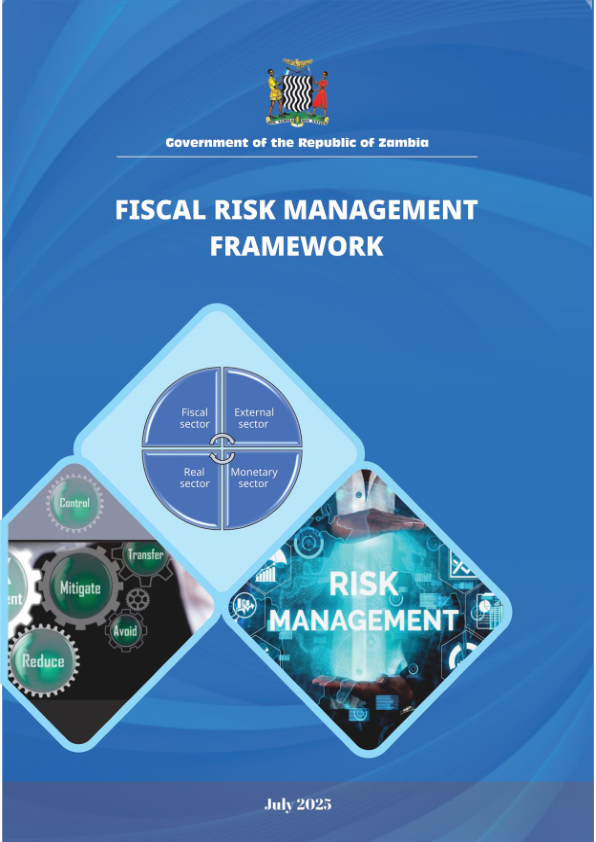 Government of the Republic of Zambia
FISCAL RISK MANAGEMENT
FRAMEWORK
Fiscal
sector
External
sector
Real
sector
Monetary
sector
Control
Transfer
Mitigate
Avoid
Reduce
RISK
MANAGEMENT
July 2025